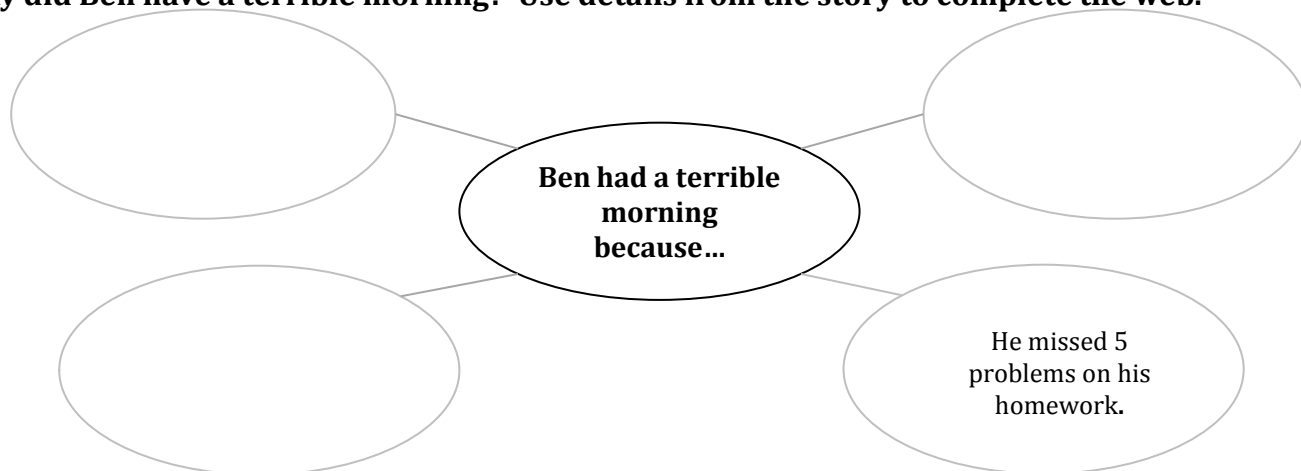 did Ben have a terrible morning? Use details from the story to complete the web.
Ben had a terrible
morning
because…
He missed 5
problems on his
homework.